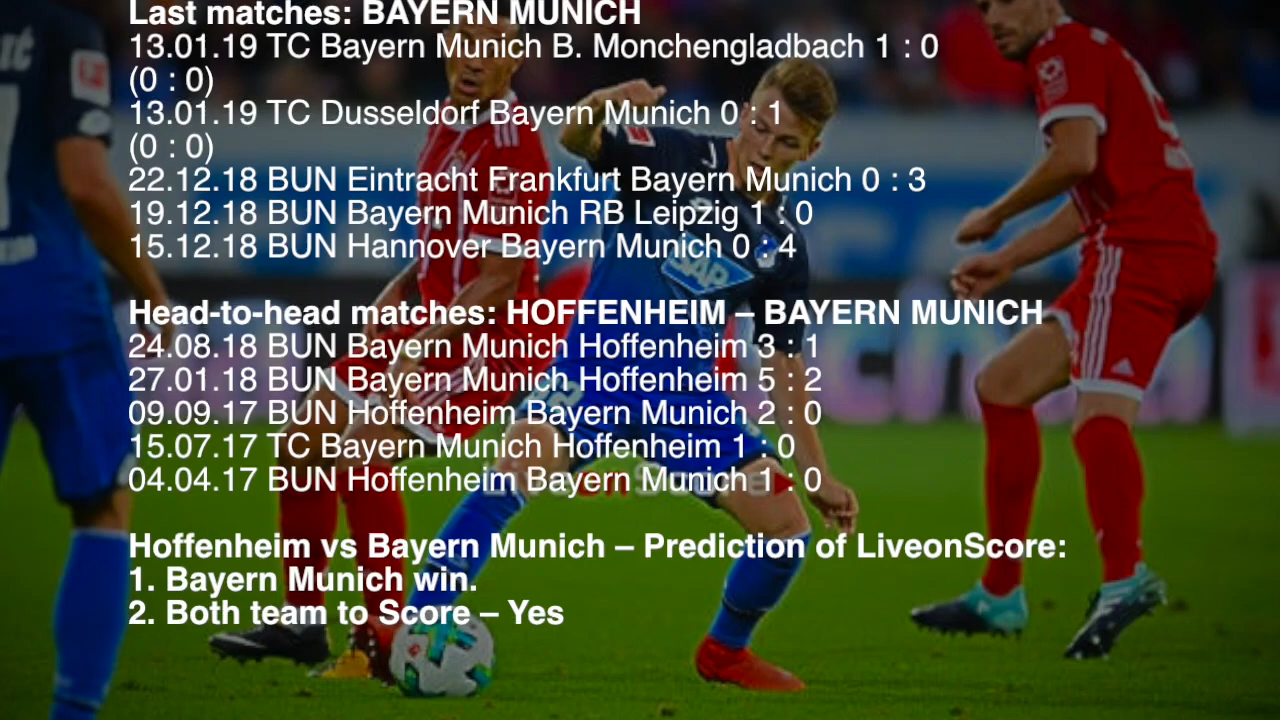 Last matches: BAYERN MUNICH
13.01.19 TC Bayern Munich B. Monchengladbach 1 : 0
(0 : 0)
13.01.19 TC Dusseldorf Bayern Munich 0 : 1
(0 : 0)
22.12.18 BUN Eintracht Frankfurt Bayern Munich 0 : 3
19.12.18 BUN Bayern Munich RB Leipzig 1 : 0
15.12.18 BUN Hannover Bayern Munich 0 : 4
Head-to-head matches: HOFFENHEIM – BAYERN MUNICH
24.08.18 BUN Bayern Munich Hoffenheim 3 : 1
27.01.18 BUN Bayern Munich Hoffenheim 5 : 2
09.09.17 BUN Hoffenheim Bayern Munich 2 : 0
15.07.17 TC Bayern Munich Hoffenheim 1 : 0
04.04.17 BUN Hoffenheim Bayern Munich 1 : 0
Hoffenheim vs Bayern Munich – Prediction of LiveonScore:
1. Bayern Munich win.
2. Both team to Score – Yes
SAP